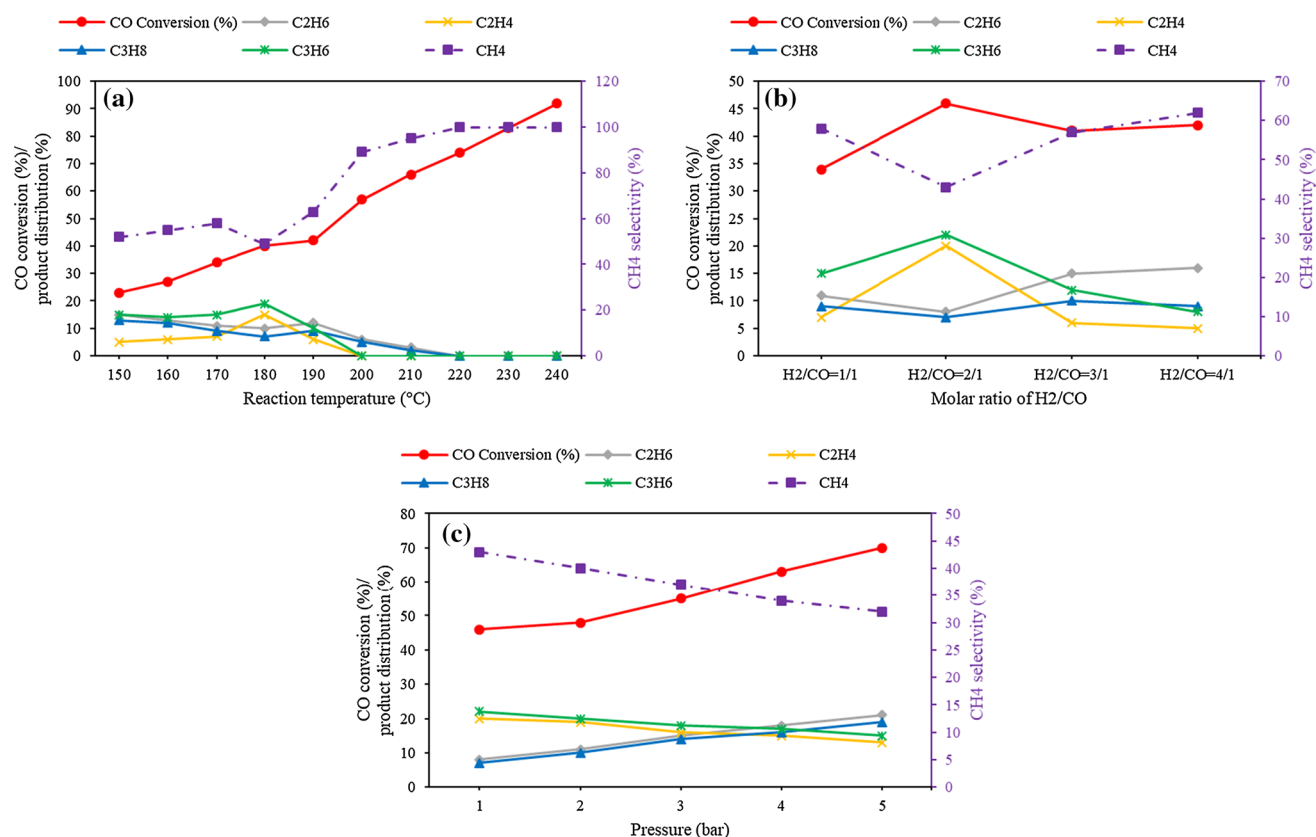 CO Conversion (%) C2H6 C2H4
C3H8 C3H6 CH4
(a)
CO conversion (%)/
product distribution (%)
100
90
80
70
60
50
40
30
20
10
0
120
100
80
60
40
20
0
CH4 selectivity (%)
150 160 170 180 190 200 210 220 230 240
Reaction temperature (°C)
CO Conversion (%) C2H6 C2H4
C3H8 C3H6 CH4
(b)
CO conversion (%)/
product distribution (%)
50
45
40
35
30
25
20
15
10
5
0
70
60
50
40
30
20
10
0
CH4 selectivity (%)
H2/CO=1/1 H2/CO=2/1 H2/CO=3/1 H2/CO=4/1
Molar ratio of H2/CO
CO Conversion (%) C2H6 C2H4
C3H8 C3H6 CH4
(c)
CO conversion (%)/
product distribution (%)
80
70
60
50
40
30
20
10
0
50
45
40
35
30
25
20
15
10
5
0
CH4 selectivity (%)
1 2 3 4 5
Pressure (bar)